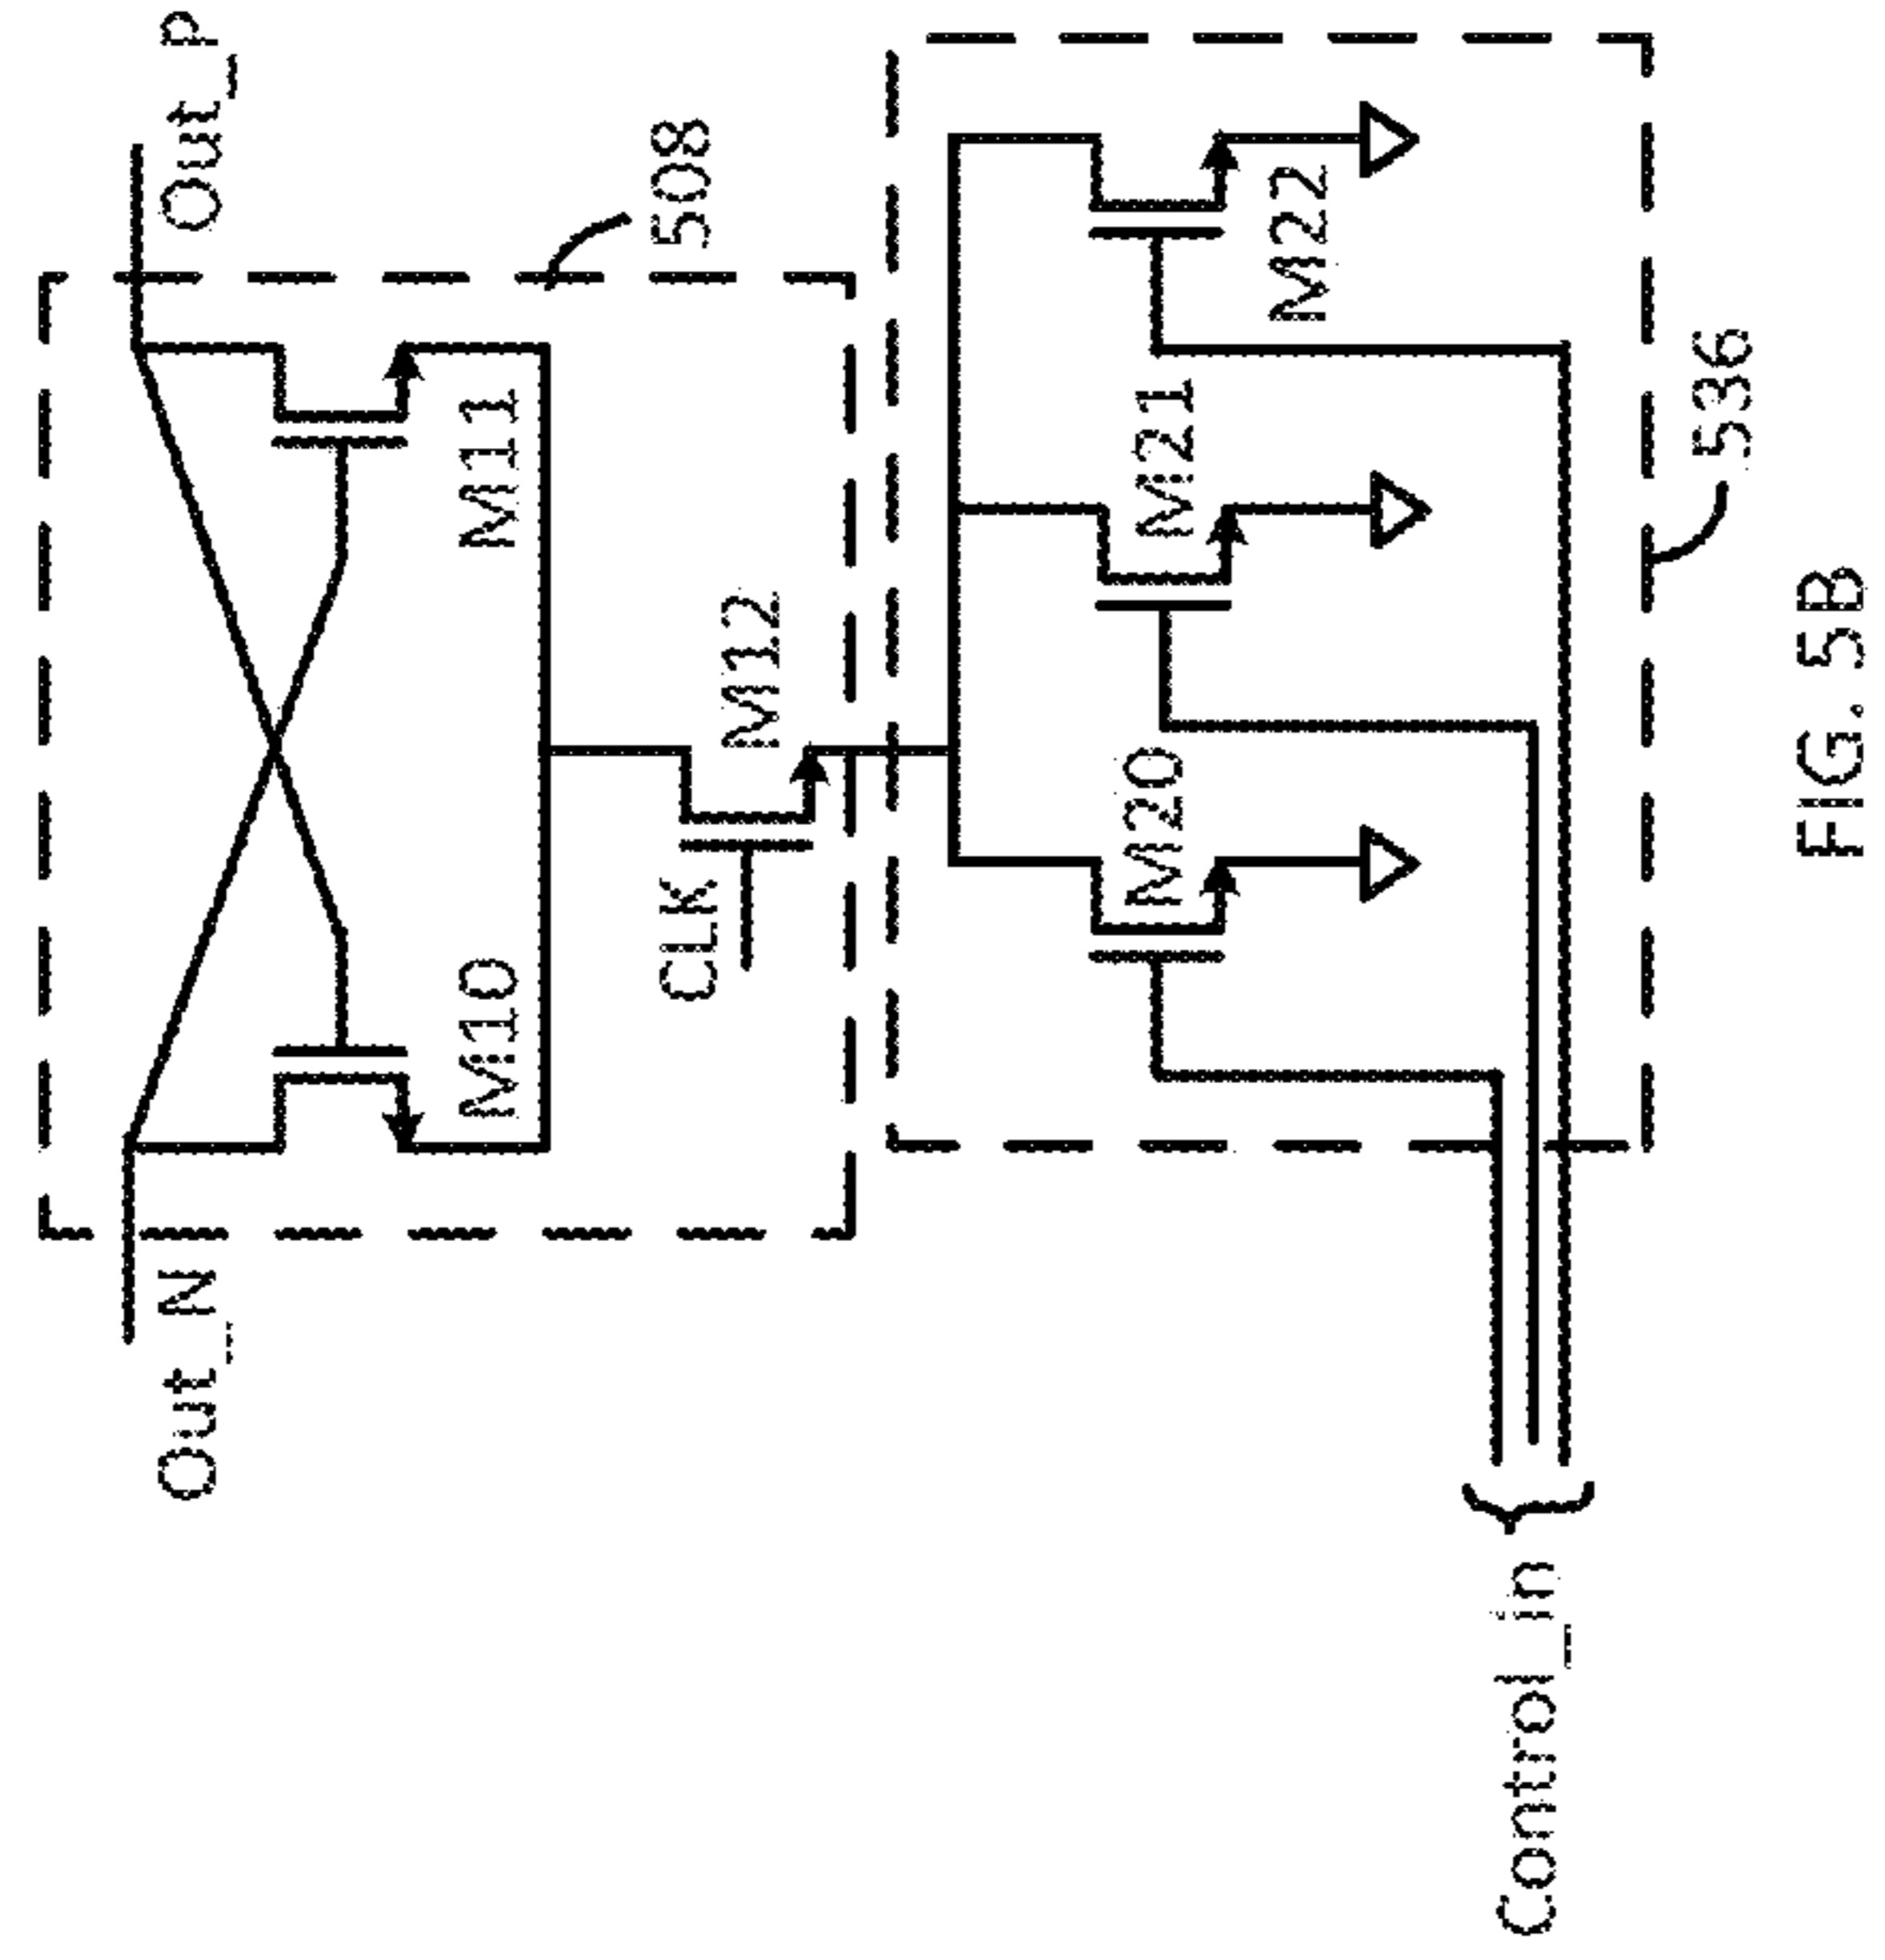 Out_N
Out_P
M10
M11
508
CLK
M12
M20
M21
M22
Control_in
536
FIG. 5B